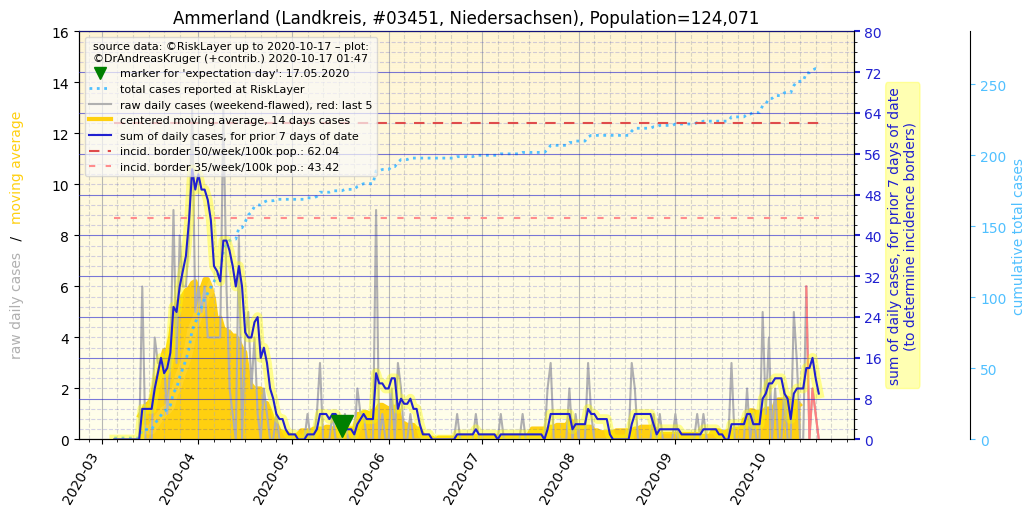 Ammerland (Landkreis, #03451, Niedersachsen), Population=124,071
source data: ©RiskLayer up to 2020-10-17 – plot:
©DrAndreasKruger (+contrib.) 2020-10-17 01:47
marker for 'expectation day': 17.05.2020
total cases reported at RiskLayer
raw daily cases (weekend-flawed), red: last 5
centered moving average, 14 days cases
sum of daily cases, for prior 7 days of date
incid. border 50/week/100k pop.: 62.04
incid. border 35/week/100k pop.: 43.42
raw daily cases / moving average
16
14
12
10
8
6
4
2
0
2020-03
2020-04
2020-05
2020-06
2020-07
2020-08
2020-09
2020-10
80
72
64
56
48
40
32
24
16
8
0
sum of daily cases, for prior 7 days of date
(to determine incidence borders)
250
200
150
100
50
0
cumulative total cases